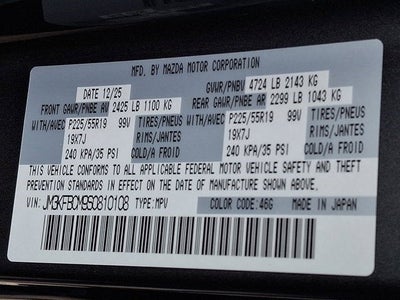 MFD. BY MAZDA MOTOR CORPORATION
DATE 12/25 GVWR/PNBV 4724 LB 2143 KG
FRONT GAWR/PNBE AV 2425 LB 1100 KG REAR GAWR/PNBE AR 2299 LB 1043 KG
WITH/AVEC P225/55R19 99V TIRES/PNEUS WITH/AVEC P225/55R19 99V TIRES/PNEUS
19X7J RIMS/JANTES 19X7J RIMS/JANTES
240 KPA/35 PSI COLD/A FROID 240 KPA/35 PSI COLD/A FROID
THIS VEHICLE CONFORMS TO ALL APPLICABLE FEDERAL MOTOR VEHICLE SAFETY AND THEFT
PREVENTION STANDARDS IN EFFECT ON THE DATE OF MANUFACTURE SHOWN ABOVE.
VIN: JM3KFBCM9S0810108 TYPE:MPV COLOR CODE:46G MADE IN JAPAN